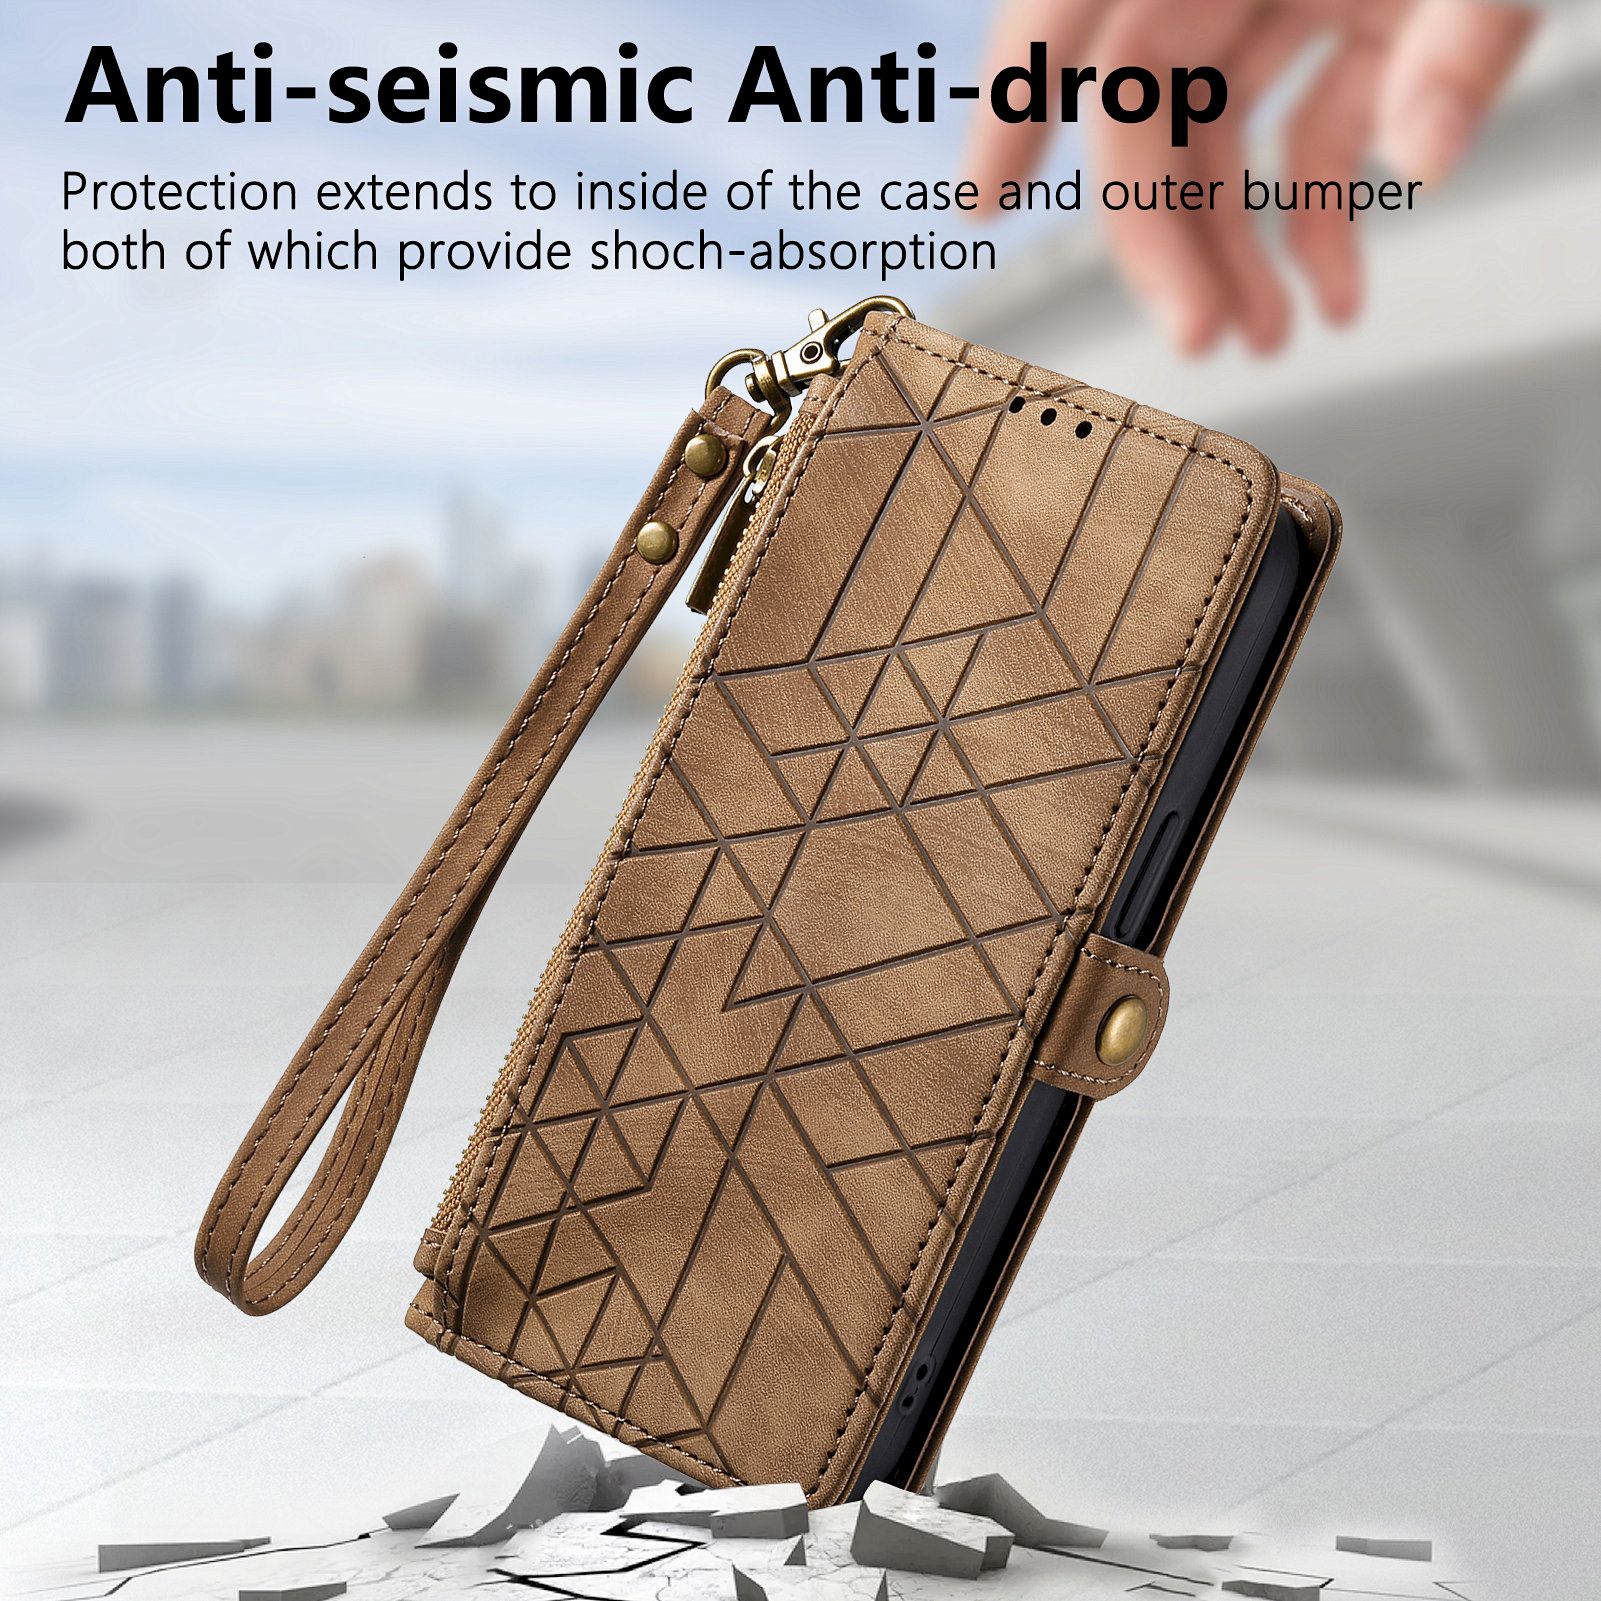 Anti-seismic Anti-drop
Protection extends to inside of the case and outer bumper
both of which provide shoch-absorption